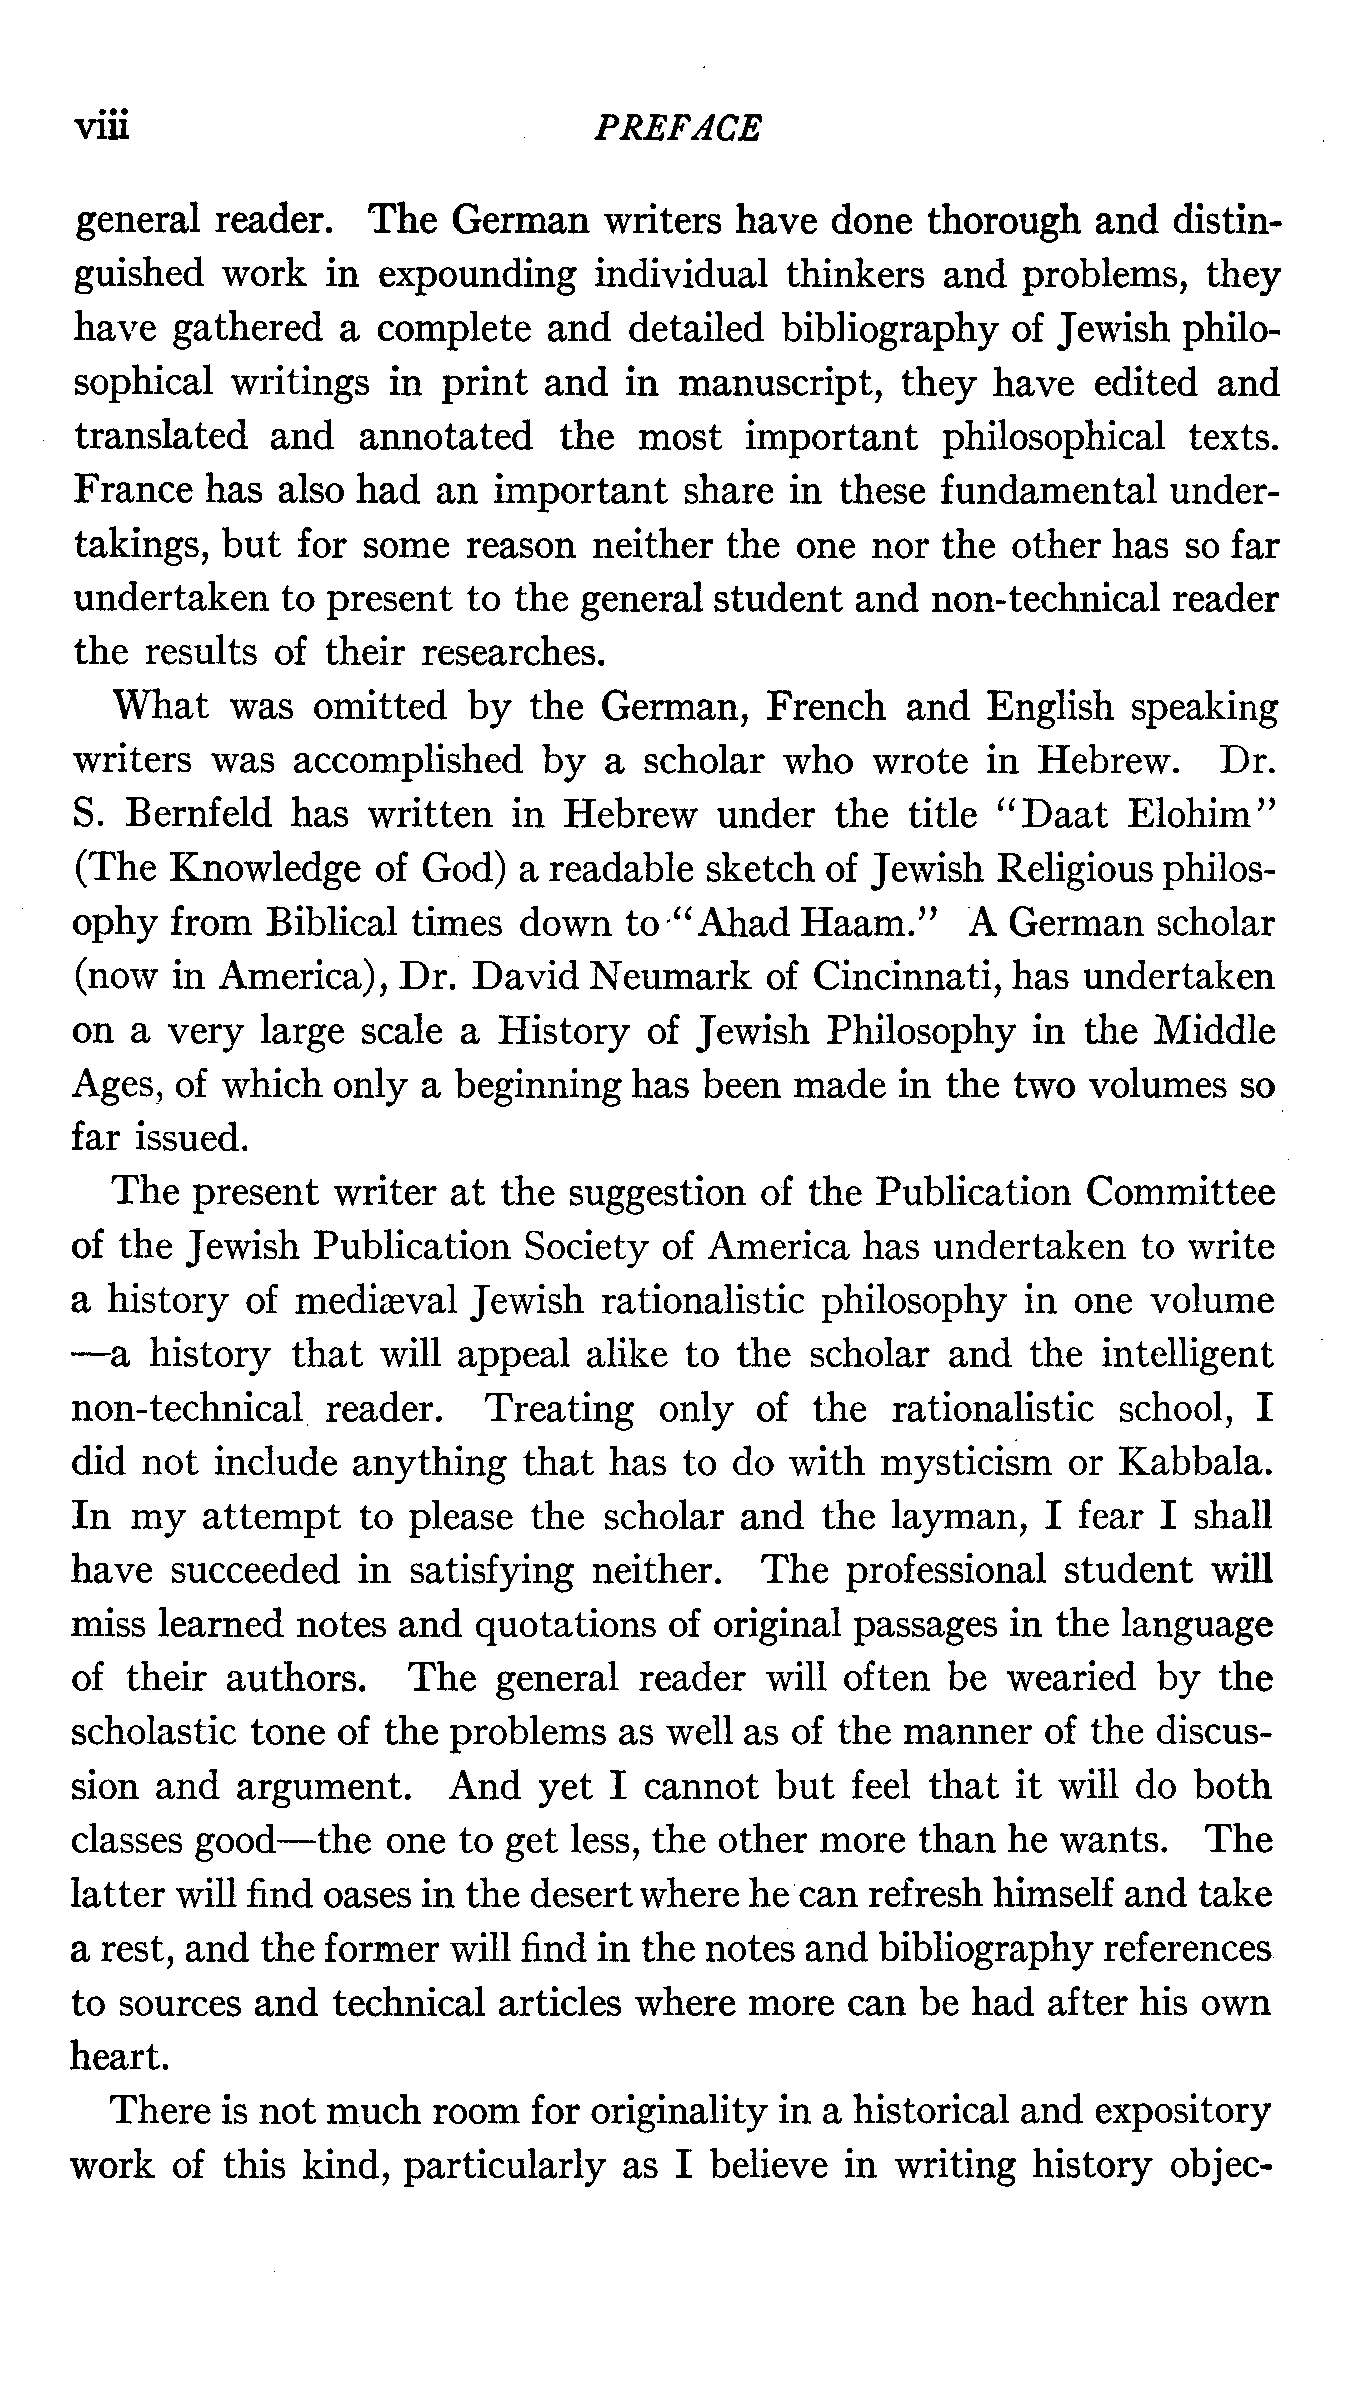 viii PREFACE
general reader. The German writers have done thorough and distin-
guished work in expounding individual thinkers and problems, they
have gathered a complete and detailed bibliography of Jewish philo-
sophical writings in print and in manuscript, they have edited and
translated and annotated the most important philosophical texts.
France has also had an important share in these fundamental under-
takings, but for some reason neither the one nor the other has so far
undertaken to present to the general student and non-technical reader
the results of their researches.
What was omitted by the German, French and English speaking
writers was accomplished by a scholar who wrote in Hebrew. Dr.
S. Bernfeld has written in Hebrew under the title "Daat Elohim"
(The Knowledge of God) a readable sketch of Jewish Religious philos-
ophy from Biblical times down to "Ahad Haam." A German scholar
(now in America), Dr. David Neumark of Cincinnati, has undertaken
on a very large scale a History of Jewish Philosophy in the Middle
Ages, of which only a beginning has been made in the two volumes so
far issued.
The present writer at the suggestion of the Publication Committee
of the Jewish Publication Society of America has undertaken to write
a history of mediæval Jewish rationalistic philosophy in one volume
—a history that will appeal alike to the scholar and the intelligent
non-technical reader. Treating only of the rationalistic school, I
did not include anything that has to do with mysticism or Kabbala.
In my attempt to please the scholar and the layman, I fear I shall
have succeeded in satisfying neither. The professional student will
miss learned notes and quotations of original passages in the language
of their authors. The general reader will often be wearied by the
scholastic tone of the problems as well as of the manner of the discus-
sion and argument. And yet I cannot but feel that it will do both
classes good—the one to get less, the other more than he wants. The
latter will find oases in the desert where he can refresh himself and take
a rest, and the former will find in the notes and bibliography references
to sources and technical articles where more can be had after his own
heart.
There is not much room for originality in a historical and expository
work of this kind, particularly as I believe in writing history objec-